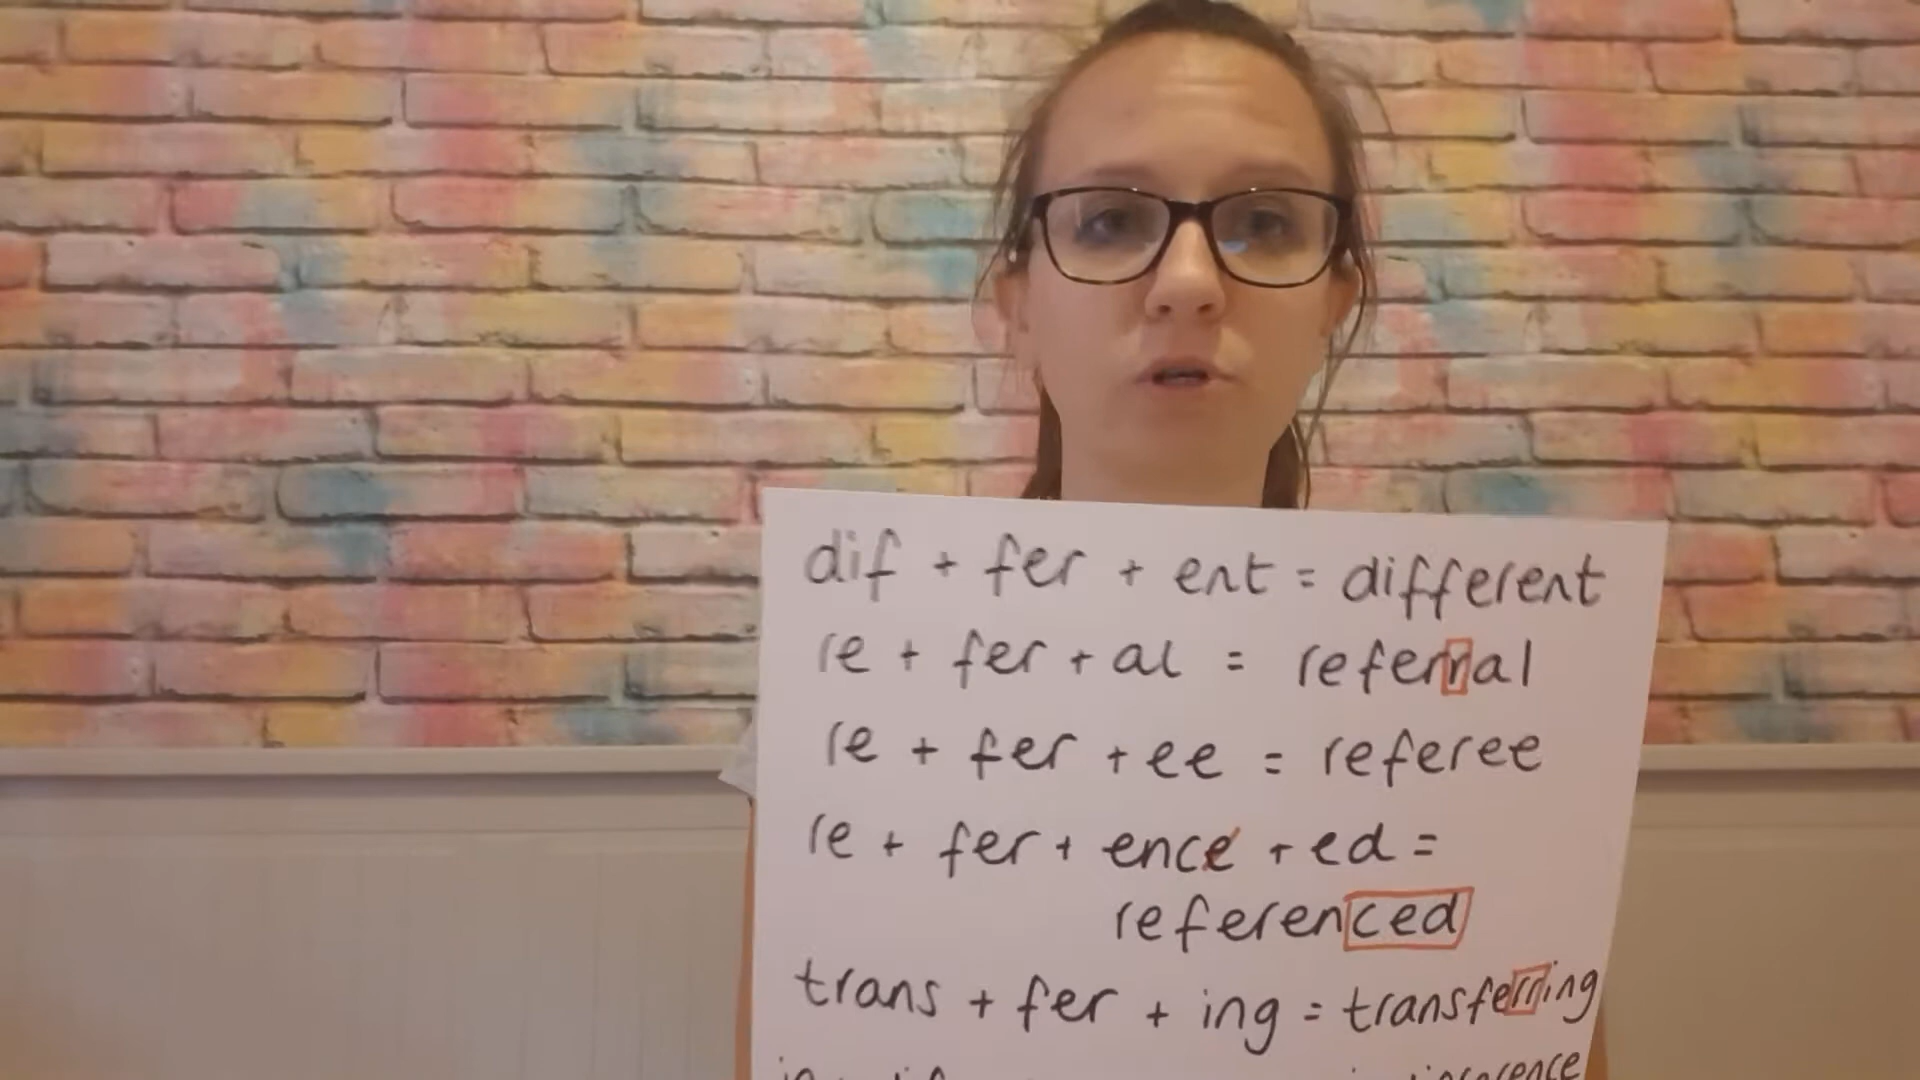 dif + fer + ent = different
re + fer + al = referral
re + fer + ee = referee
re + fer + ence + ed =
referenced
trans + fer + ing = transferring